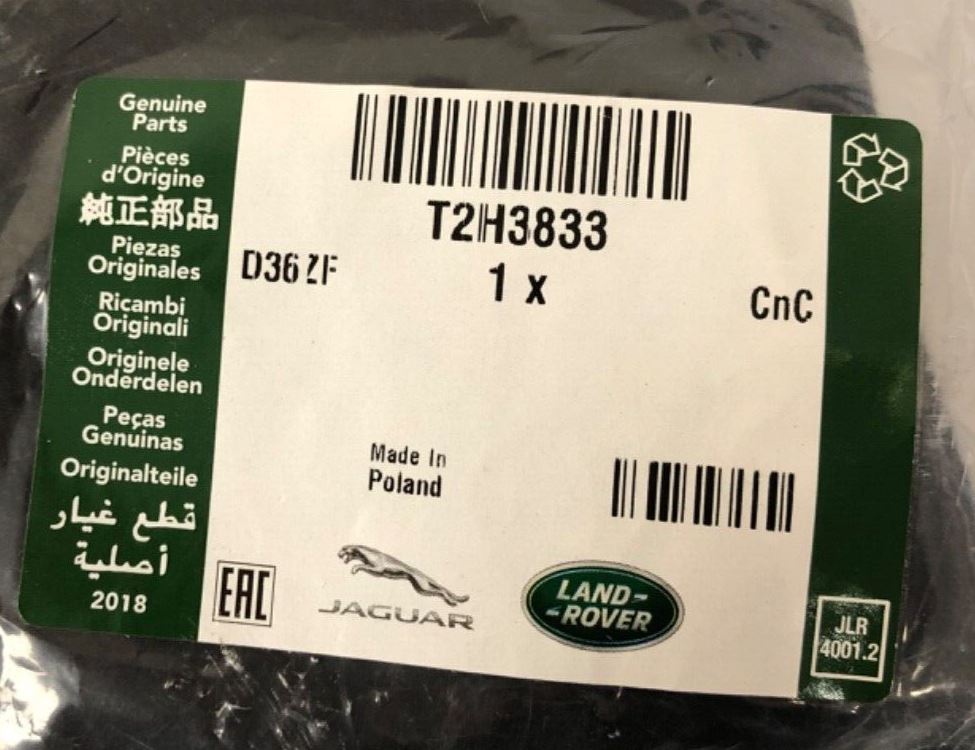 Genuine
Parts
Pièces
d'Origine
純正部品
Piezas
Originales
Ricambi
Originali
Originele
Onderdelen
Peças
Genuinas
Originalteile
قطع غيار
أصلية
2018
T2H3833
D36ZF
1 x
CnC
Made In
Poland
EAC
JAGUAR
LAND-
-ROVER
JLR
4001.2